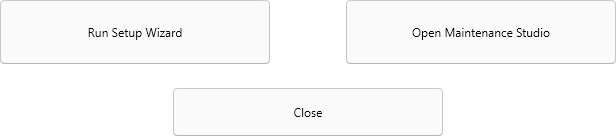 Run Setup Wizard
Open Maintenance Studio
Close